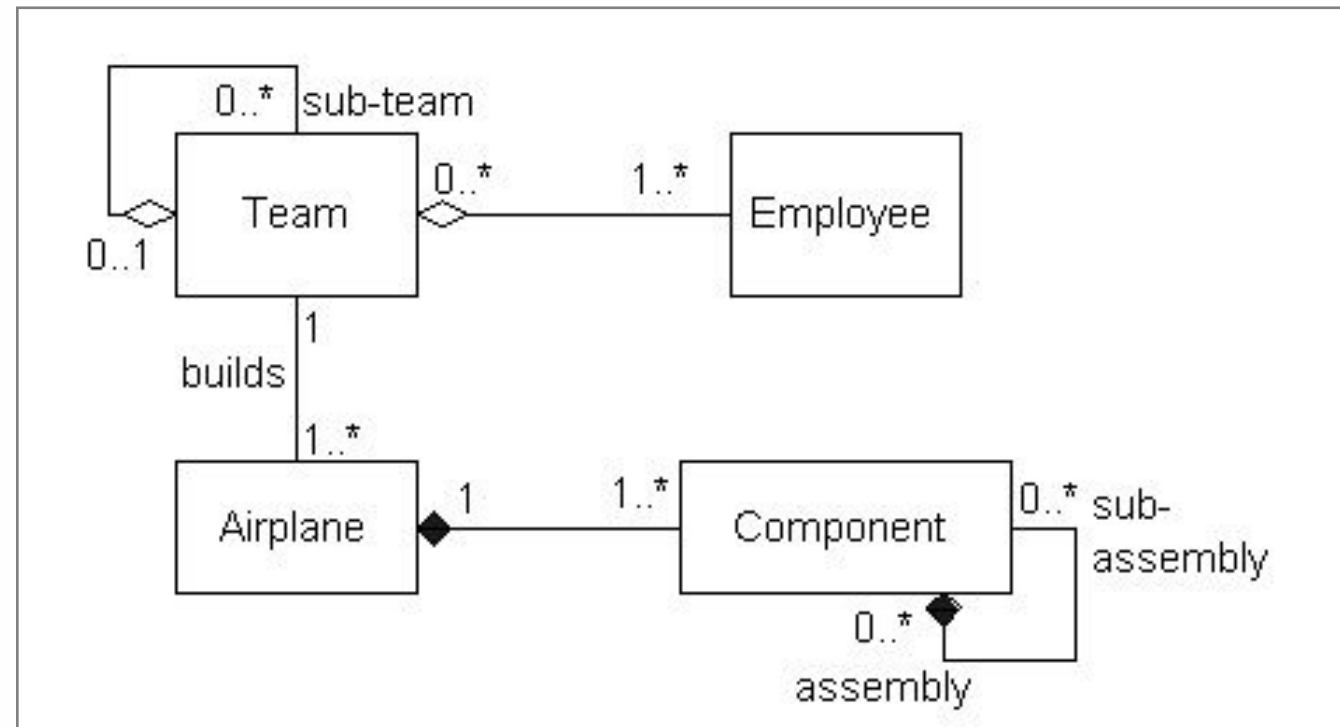 0..* sub-team
0..* 1..*
Team Employee
0..1
1
builds
1..*
1 1..* 0..* sub-
Airplane Component
assembly
0..*
assembly